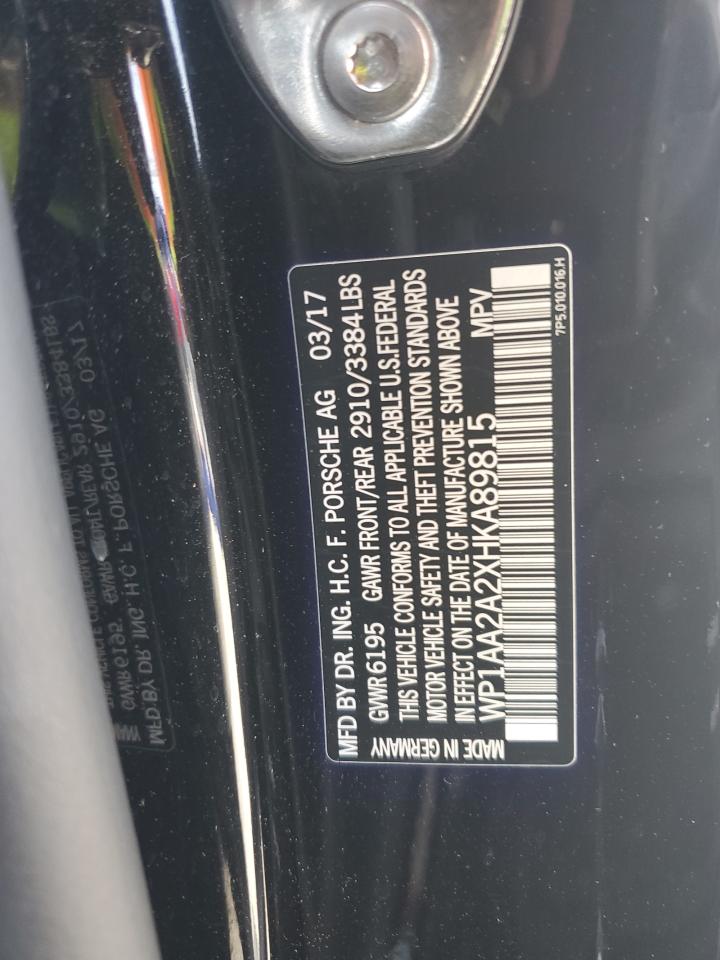 MFD BY DR. ING. H.C. F. PORSCHE AG 03/17
GVWR 6195 GAWR FRONT/REAR 2910/3384 LBS
THIS VEHICLE CONFORMS TO ALL APPLICABLE U.S.FEDERAL
MOTOR VEHICLE SAFETY AND THEFT PREVENTION STANDARDS
IN EFFECT ON THE DATE OF MANUFACTURE SHOWN ABOVE
WP1AA2A2XHKA89815 MPV
MADE IN GERMANY
7P5.010.016.H